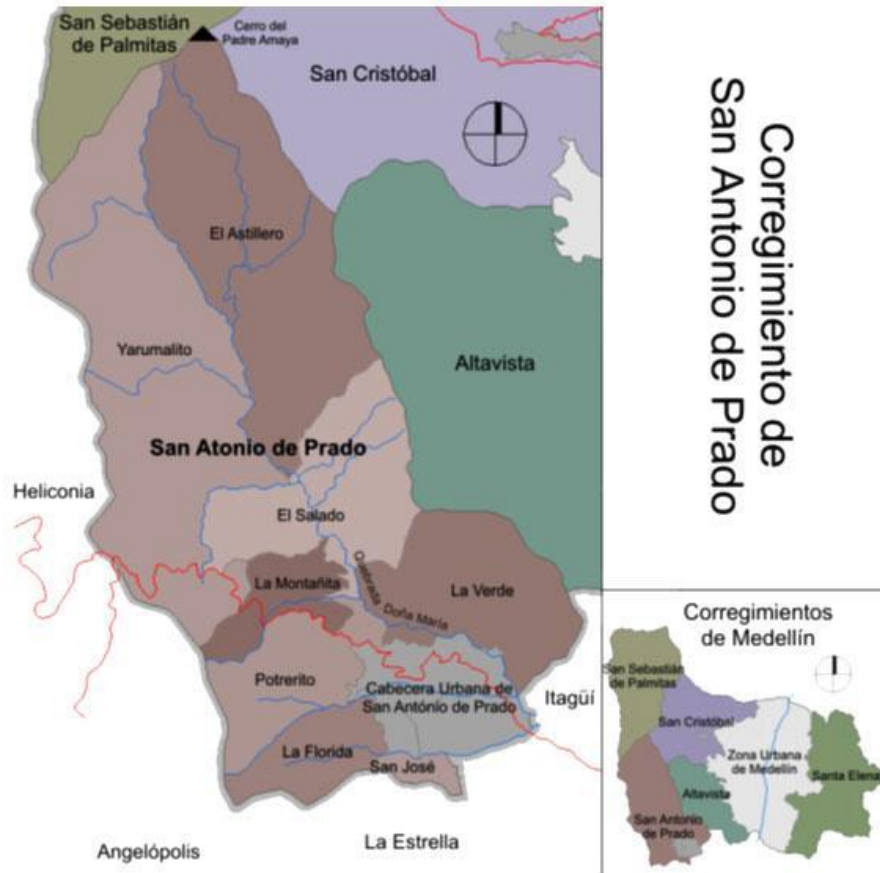 San Sebastián
de Palmitas
Cerro del
Padre Amaya
San Cristóbal
El Astillero
Yarumalito
Altavista
San Atonio de Prado
Heliconia
El Salado
La Montañita
Quebrada Doña María
La Verde
Potrerito
Cabecera Urbana de
San António de Prado
Itagüí
La Florida
San José
Angelópolis
La Estrella
Corregimiento de
San Antonio de Prado
Corregimientos
de Medellín
San Sebastián
de Palmitas
San Cristóbal
Zona Urbana
de Medellín
Santa Elena
Altavista
San Antonio
de Prado